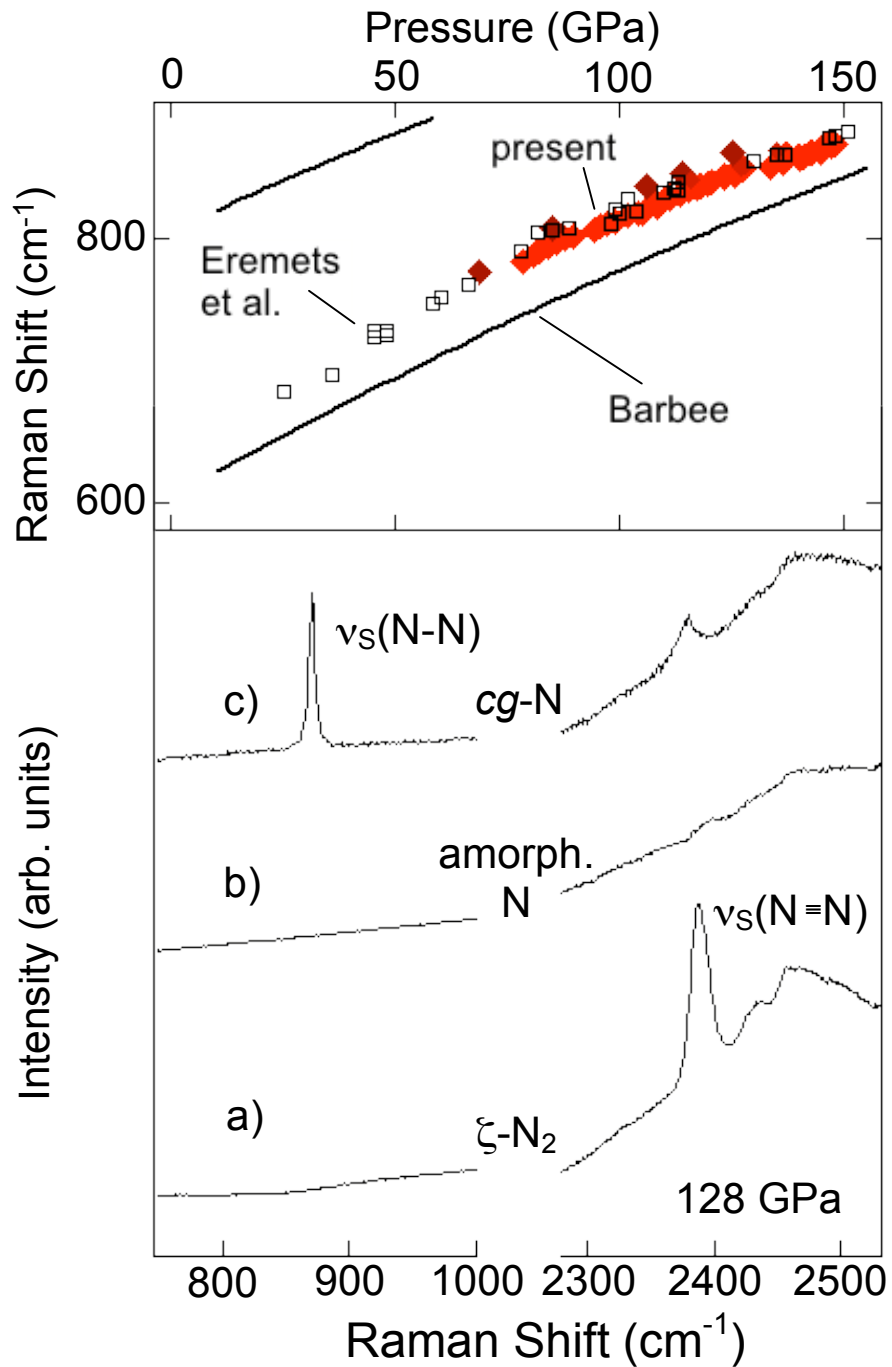 Pressure (GPa)
0 50 100 150
present
800
Eremets
et al.
Barbee
600
Raman Shift (cm⁻¹)
νS(N-N)
c) cg-N
amorph.
b) N
νS(N≡N)
a) ζ-N₂
128 GPa
Intensity (arb. units)
800 900 1000 2300 2400 2500
Raman Shift (cm⁻¹)